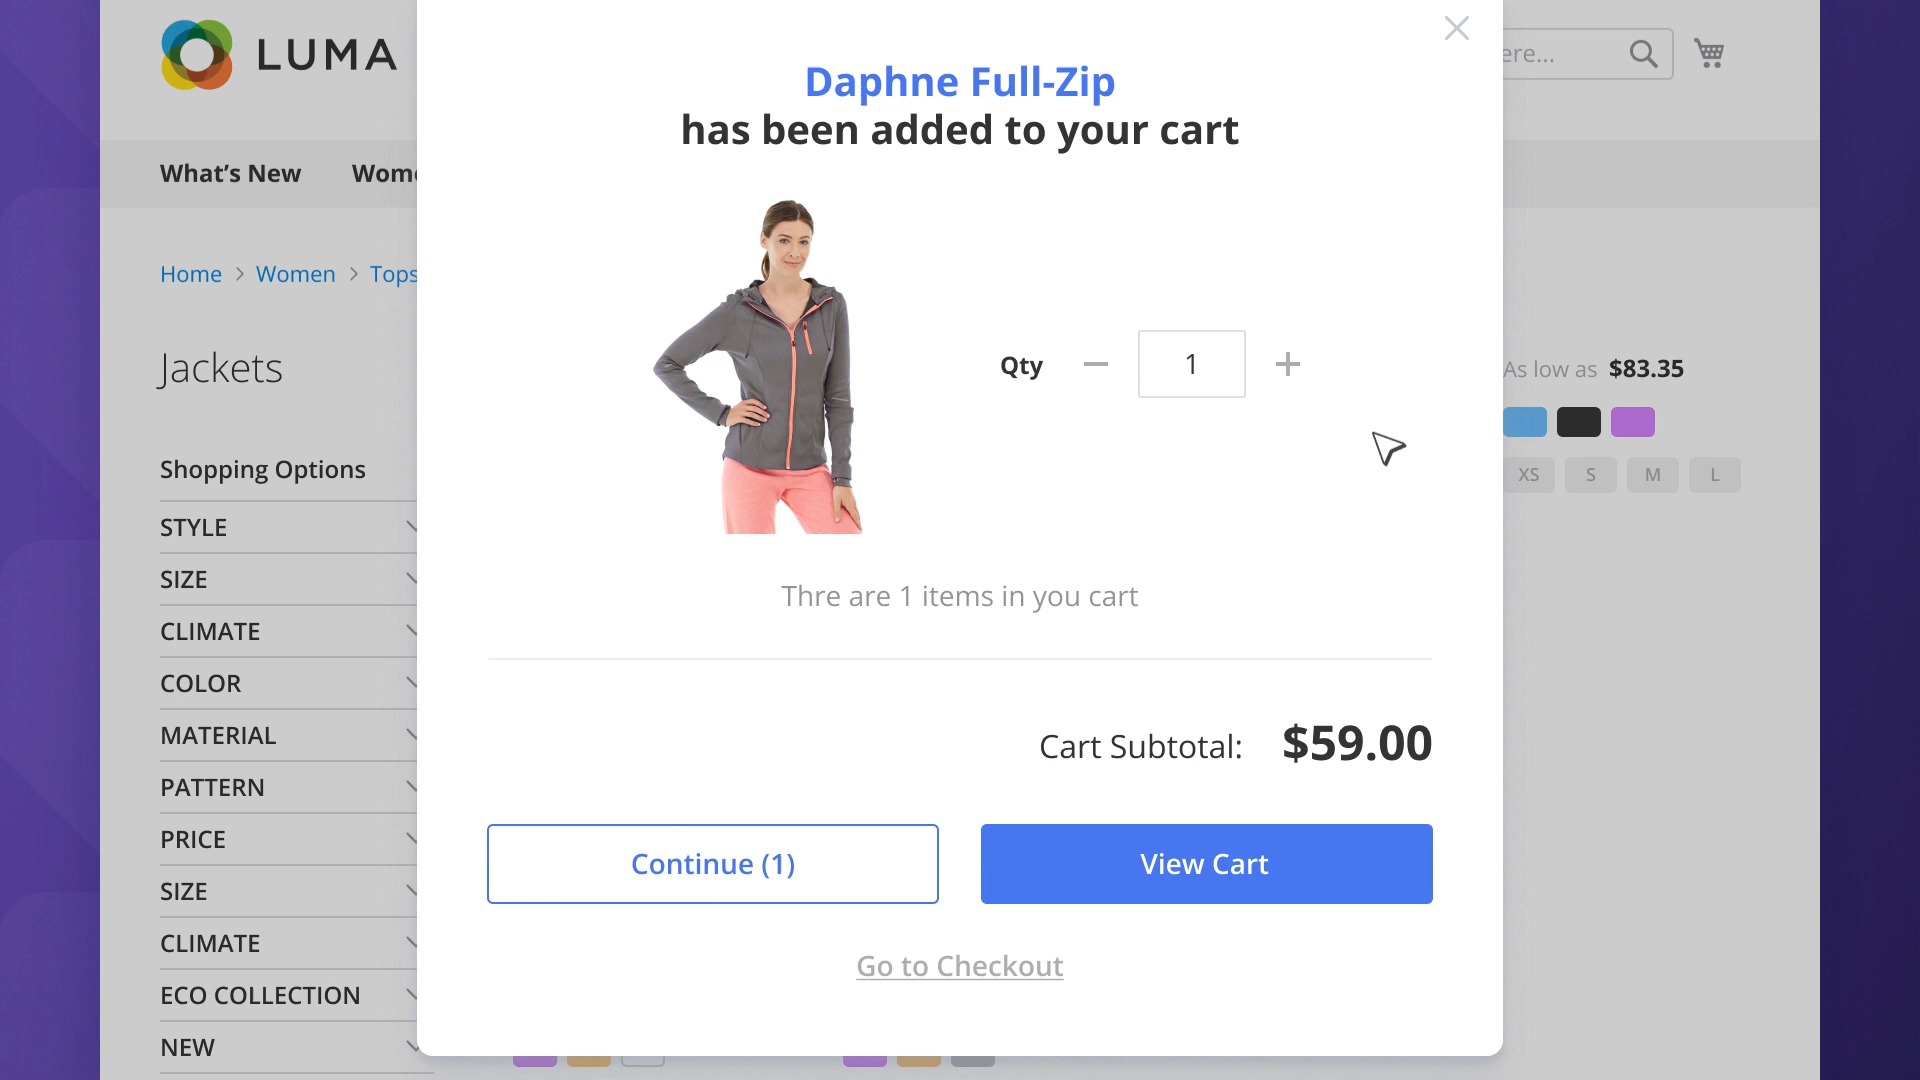 LUMA
ere...
What's New
Wome
Home > Women > Tops
Jackets
Shopping Options
STYLE
SIZE
CLIMATE
COLOR
MATERIAL
PATTERN
PRICE
SIZE
CLIMATE
ECO COLLECTION
NEW
Daphne Full-Zip
has been added to your cart
Qty 1
Thre are 1 items in you cart
Cart Subtotal: $59.00
Continue (1)
View Cart
Go to Checkout
As low as $83.35
XS S M L